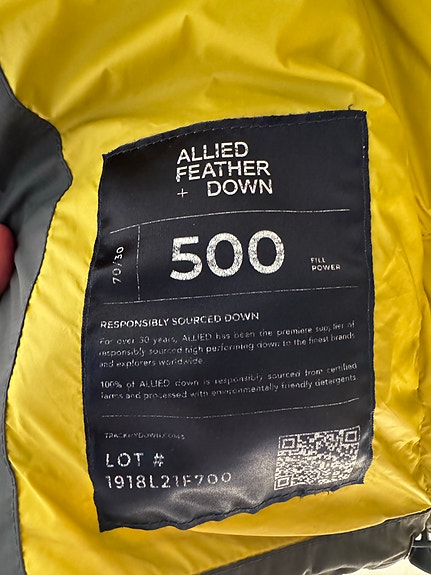 ALLIED
FEATHER
+ DOWN
70/30
500
FILL
POWER
RESPONSIBLY SOURCED DOWN
For over 30 years, ALLIED has been the premiere supplier of
responsibly sourced high performing down to the finest brands
and explorers worldwide.
100% of ALLIED down is responsibly sourced from certified
farms and processed with environmentally friendly detergents.
TRACKMYDOWN.COM
LOT #
1918L21F700